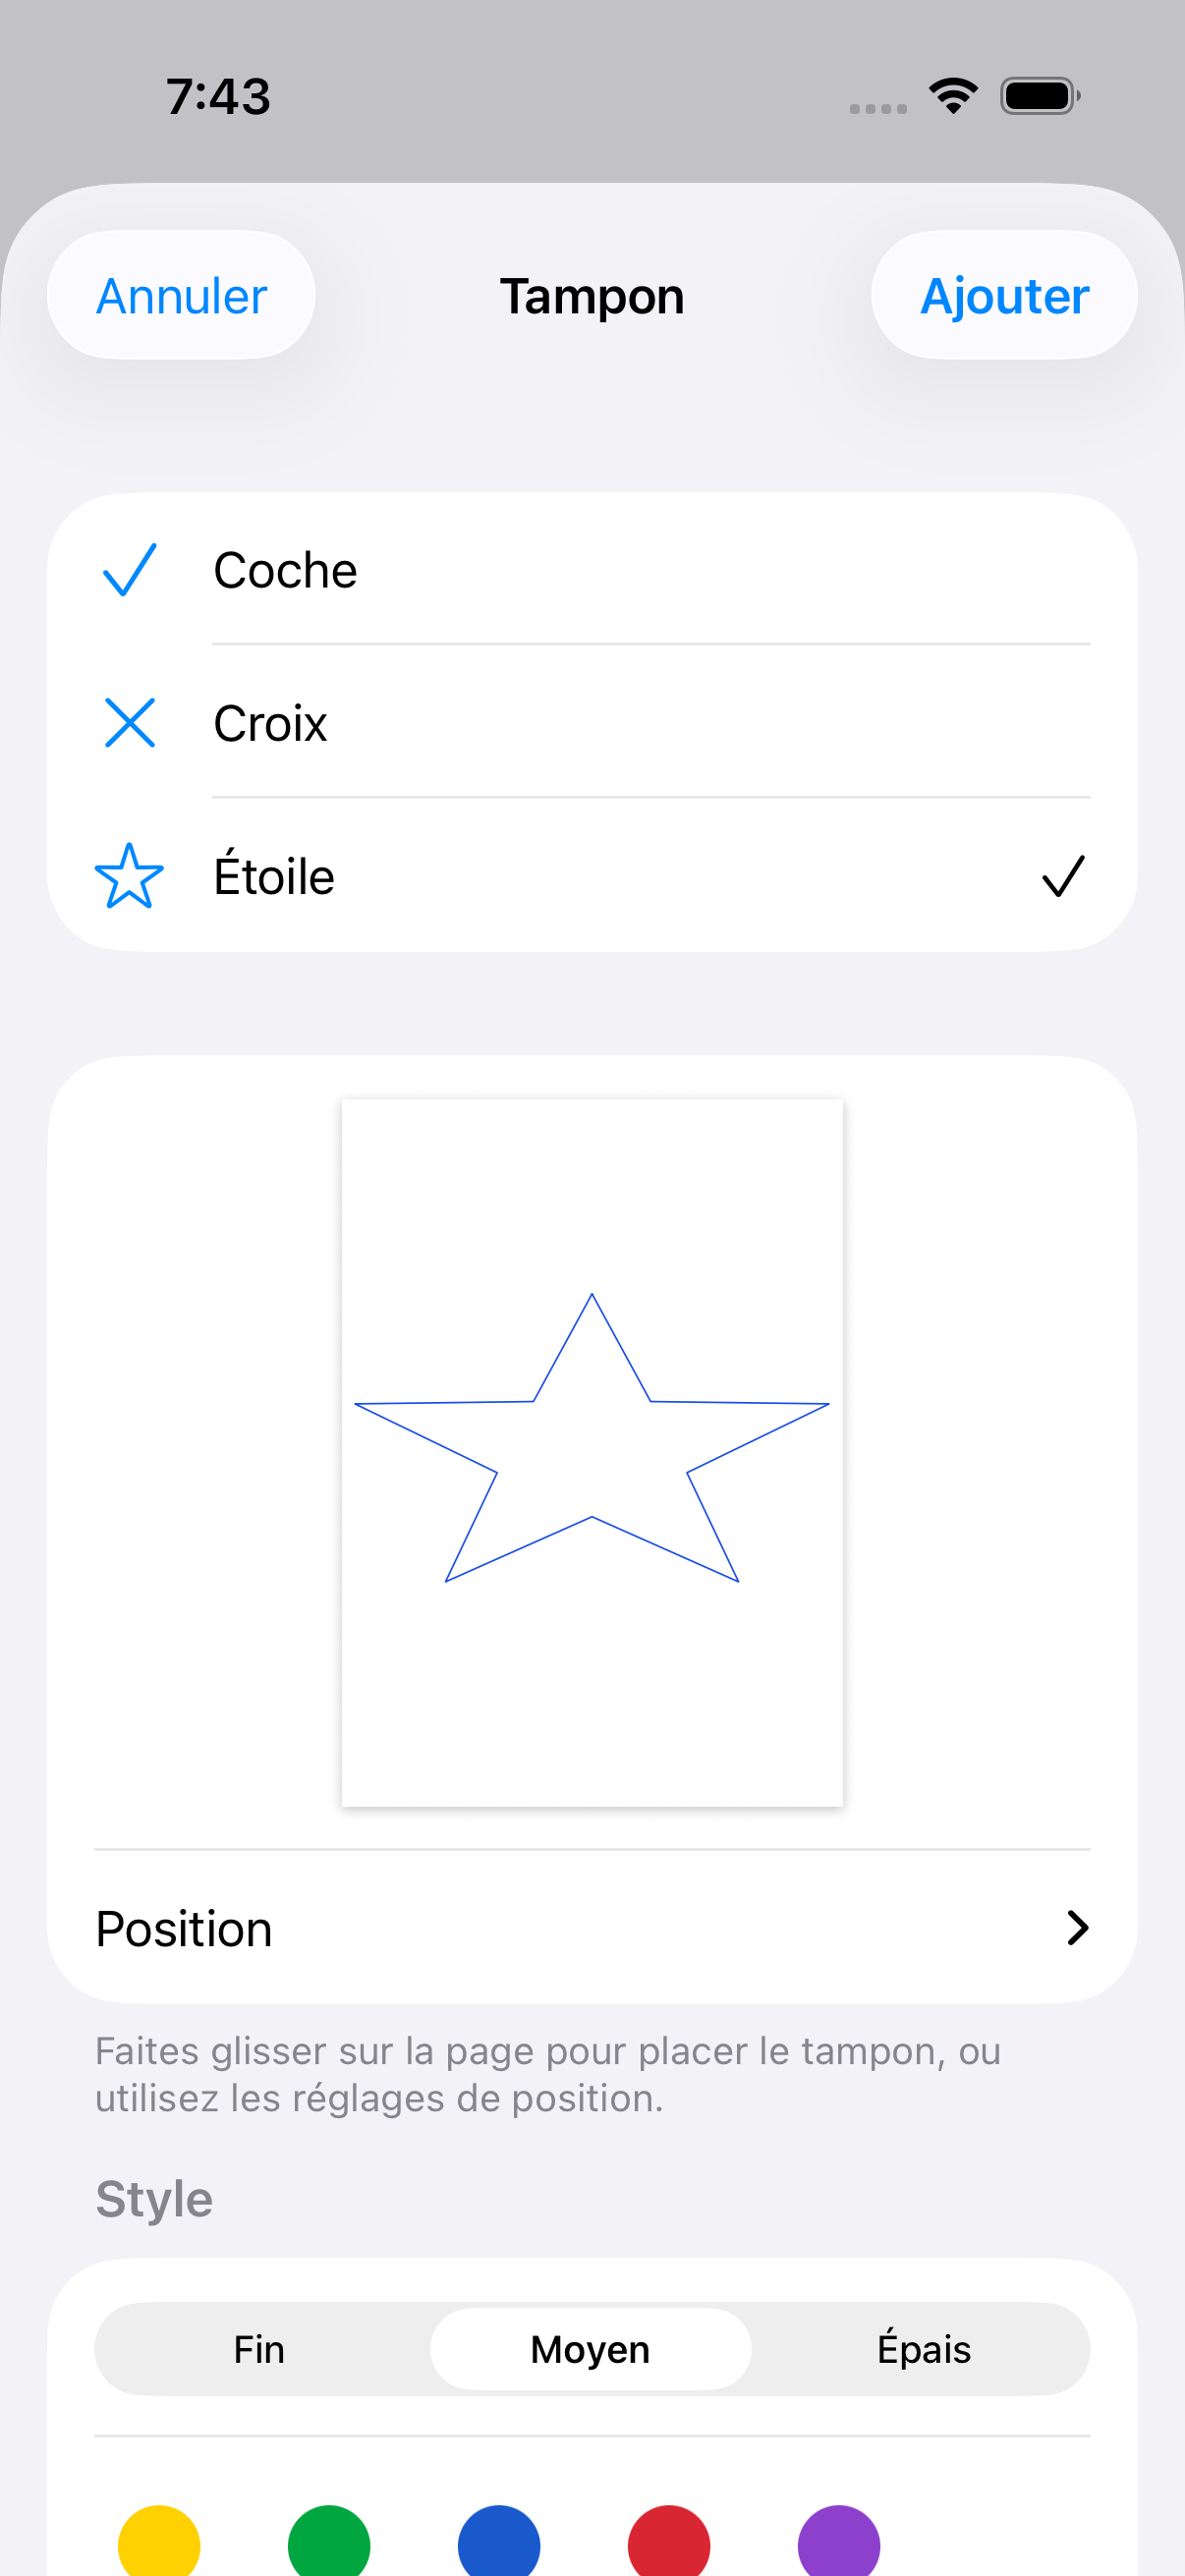 7:43
Annuler
Tampon
Ajouter
Coche
Croix
Étoile
Position
Faites glisser sur la page pour placer le tampon, ou
utilisez les réglages de position.
Style
Fin
Moyen
Épais